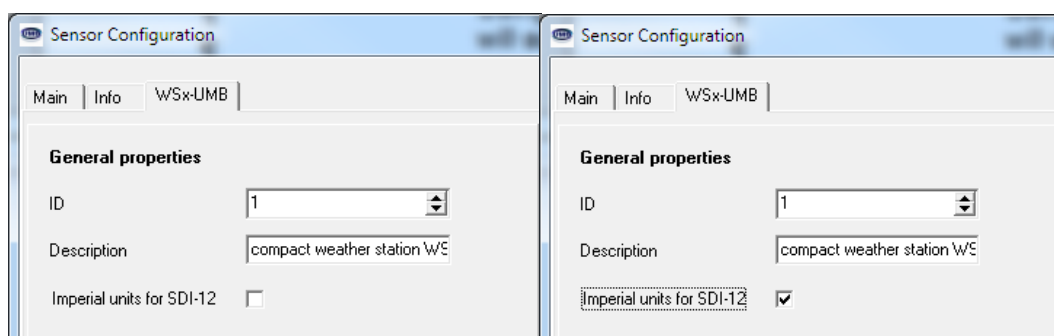 Sensor Configuration
Main Info WSx-UMB
General properties
ID 1
Description compact weather station WS
Imperial units for SDI-12
Sensor Configuration
Main Info WSx-UMB
General properties
ID 1
Description compact weather station WS
Imperial units for SDI-12